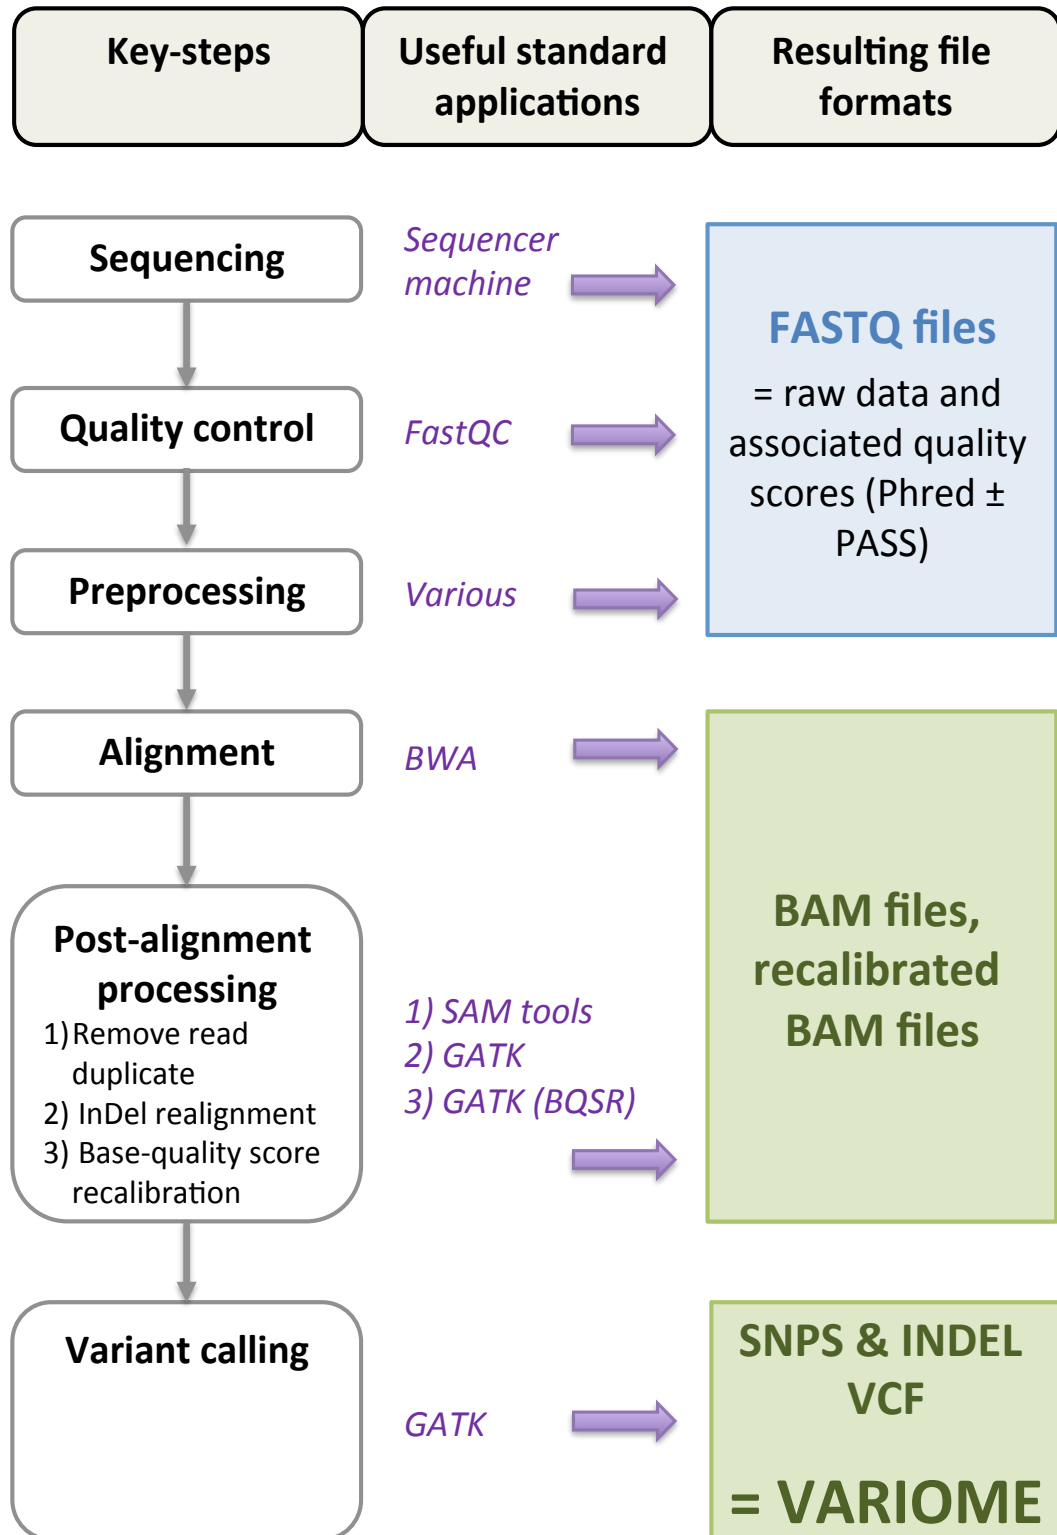 Key-steps
Useful standard
applications
Resulting file
formats
Sequencing
Sequencer
machine
FASTQ files
= raw data and
associated quality
scores (Phred ±
PASS)
Quality control
FastQC
Preprocessing
Various
Alignment
BWA
BAM files,
recalibrated
BAM files
Post-alignment
processing
1)Remove read
duplicate
2) InDel realignment
3) Base-quality score
recalibration
1) SAM tools
2) GATK
3) GATK (BQSR)
Variant calling
GATK
SNPS & INDEL
VCF
= VARIOME